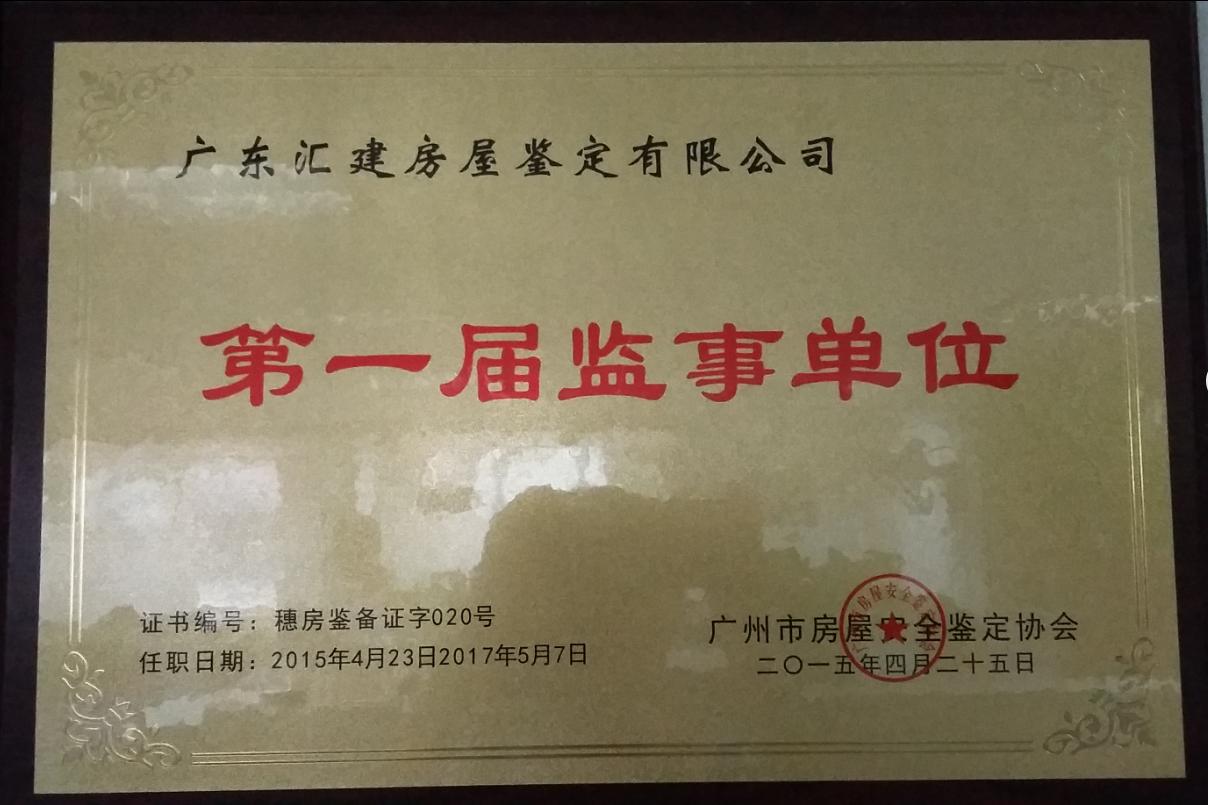 广东汇建房屋鉴定有限公司
第一届监事单位
证书编号：穗房鉴备证字020号
任职日期：2015年4月23日2017年5月7日
广州市房屋安全鉴定协会
二〇一五年四月二十五日